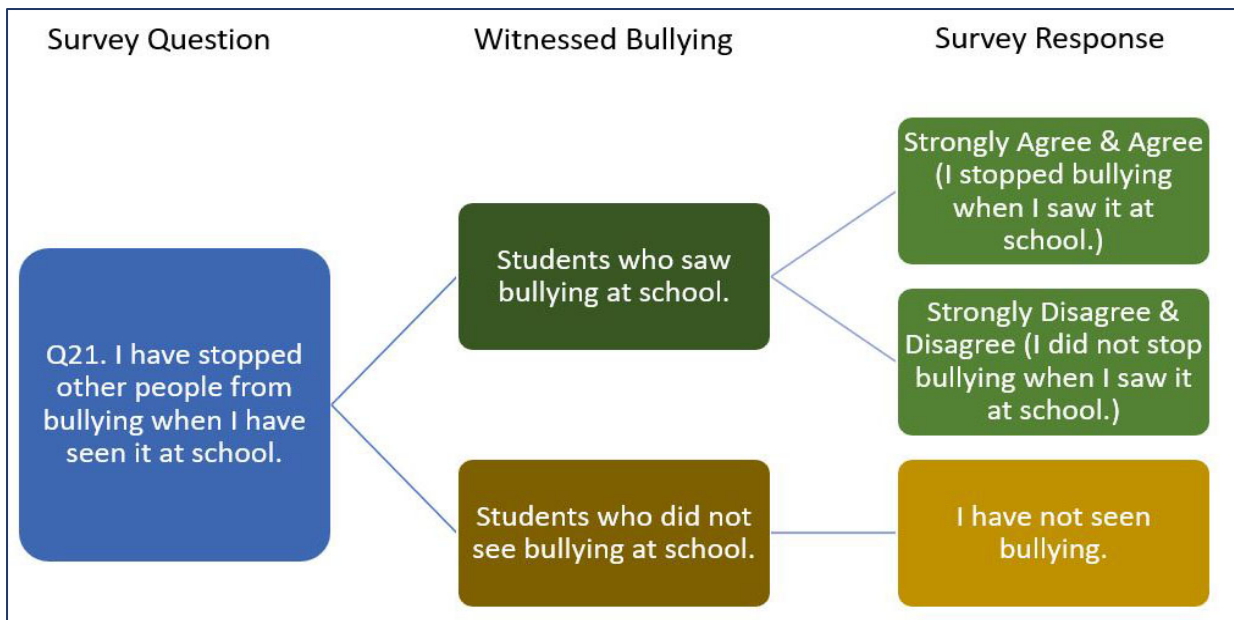 Survey Question
Witnessed Bullying
Survey Response
Q21. I have stopped
other people from
bullying when I have
seen it at school.
Students who saw
bullying at school.
Students who did not
see bullying at school.
Strongly Agree & Agree
(I stopped bullying
when I saw it at
school.)
Strongly Disagree &
Disagree (I did not stop
bullying when I saw it
at school.)
I have not seen
bullying.